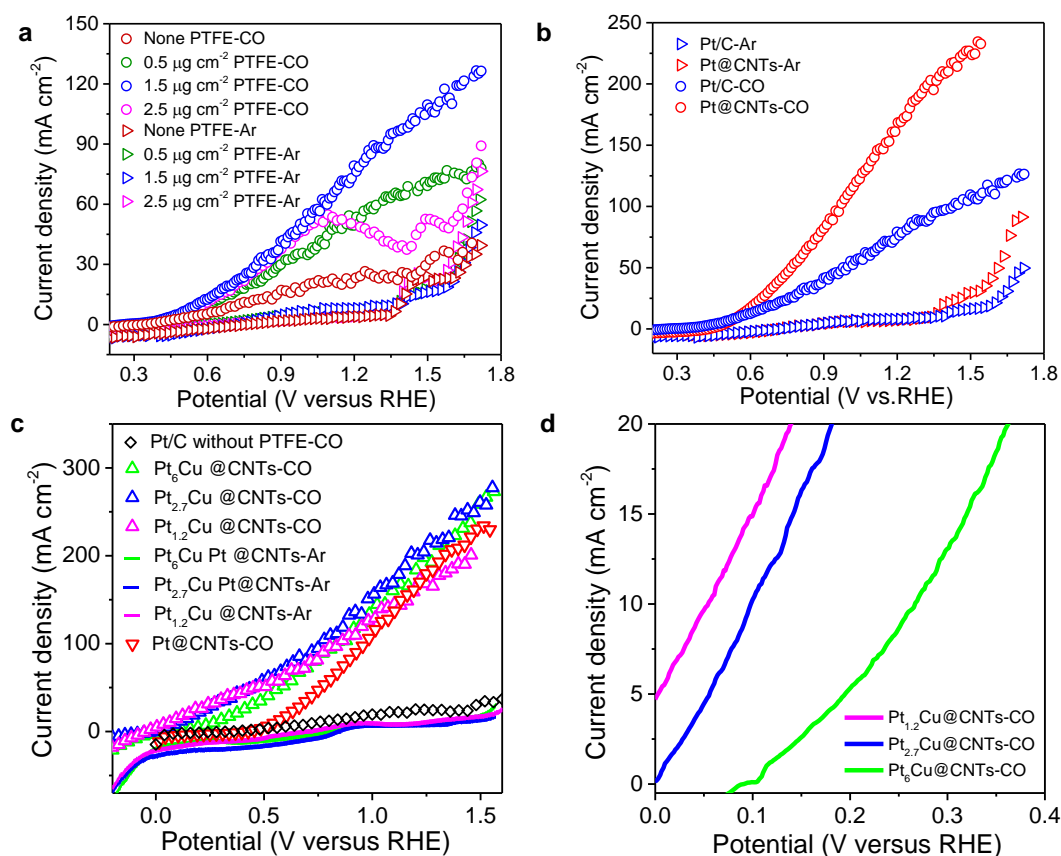 a
Current density (mA cm⁻²)
150
120
90
60
30
0
None PTFE-CO
0.5 μg cm⁻² PTFE-CO
1.5 μg cm⁻² PTFE-CO
2.5 μg cm⁻² PTFE-CO
None PTFE-Ar
0.5 μg cm⁻² PTFE-Ar
1.5 μg cm⁻² PTFE-Ar
2.5 μg cm⁻² PTFE-Ar
0.3 0.6 0.9 1.2 1.5 1.8
Potential (V versus RHE)
b
Current density (mA cm⁻²)
250
200
150
100
50
0
Pt/C-Ar
Pt@CNTs-Ar
Pt/C-CO
Pt@CNTs-CO
0.3 0.6 0.9 1.2 1.5 1.8
Potential (V vs.RHE)
c
Current density (mA cm⁻²)
300
200
100
0
Pt/C without PTFE-CO
Pt₆Cu @CNTs-CO
Pt₂.₇Cu @CNTs-CO
Pt₁.₂Cu @CNTs-CO
Pt₆Cu Pt @CNTs-Ar
Pt₂.₇Cu Pt@CNTs-Ar
Pt₁.₂Cu @CNTs-Ar
Pt@CNTs-CO
0.0 0.5 1.0 1.5
Potential (V versus RHE)
d
Current density (mA cm⁻²)
20
15
10
5
0
Pt₁.₂Cu@CNTs-CO
Pt₂.₇Cu@CNTs-CO
Pt₆Cu@CNTs-CO
0.0 0.1 0.2 0.3 0.4
Potential (V versus RHE)